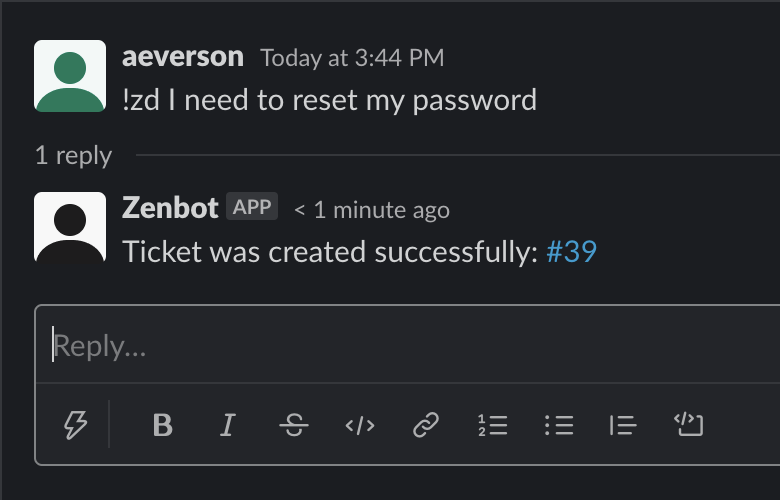 aeverson Today at 3:44 PM
!zd I need to reset my password
1 reply
Zenbot APP < 1 minute ago
Ticket was created successfully: #39
Reply...